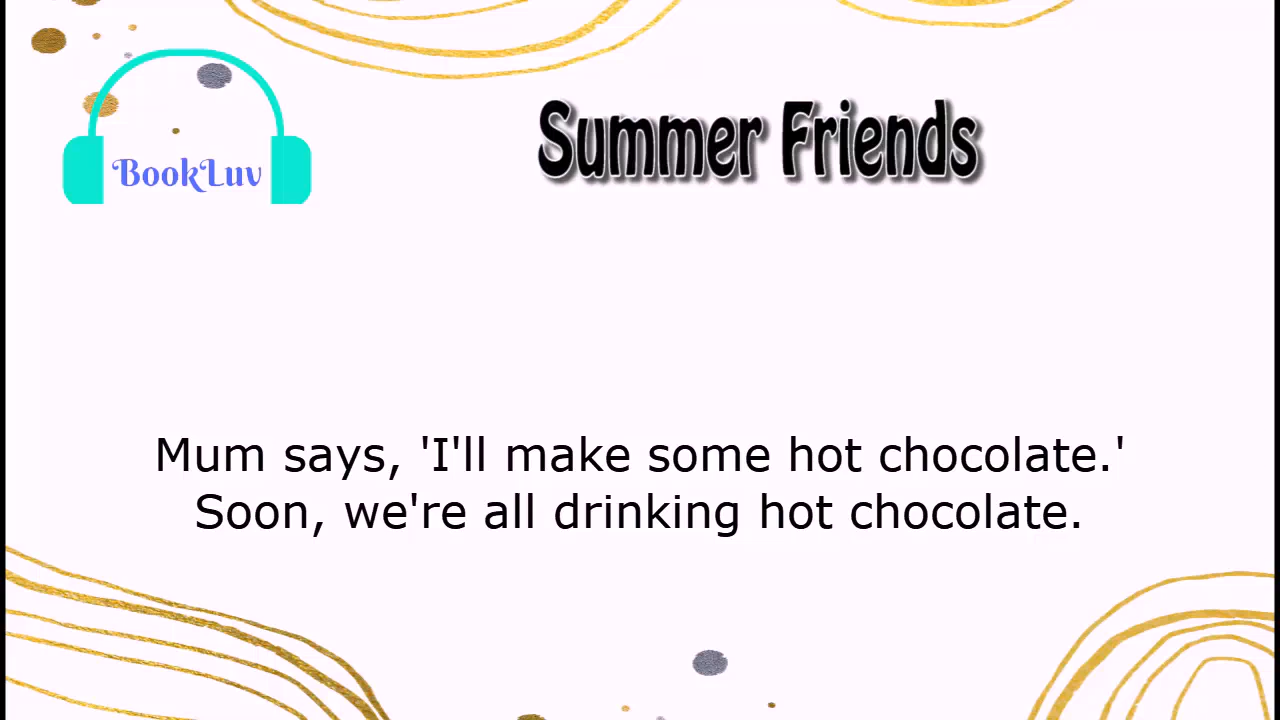 BookLuv
Summer Friends
Mum says, 'I'll make some hot chocolate.'
Soon, we're all drinking hot chocolate.